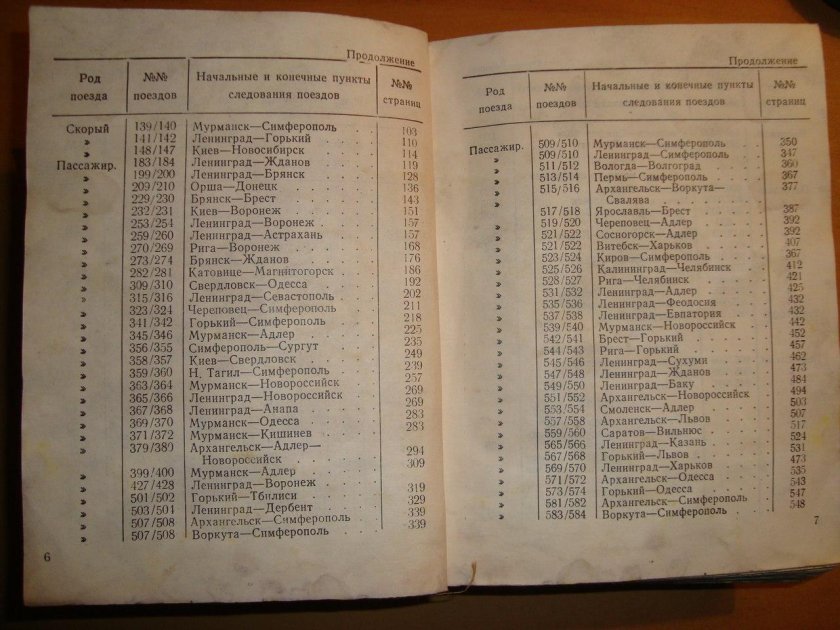 Продолжение
Род поезда №№ поездов Начальные и конечные пункты следования поездов №№ страниц
Скорый 139/140 Мурманск—Симферополь 103
» 141/142 Ленинград—Горький . . . . 110
» 148/147 Киев—Новосибирск . . . . 114
Пассажир. 183/184 Ленинград—Жданов . . . . 119
» 199/200 Ленинград—Брянск . . . . 128
» 209/210 Орша—Донецк . . . . 136
» 229/230 Брянск—Брест . . . . 143
» 232/231 Киев—Воронеж . . . . 151
» 253/254 Ленинград—Воронеж . . . . 157
» 259/260 Ленинград—Астрахань . . . 157
» 270/269 Рига—Воронеж . . . . 168
» 273/274 Брянск—Жданов . . . . 176
» 282/281 Катовице—Магнитогорск . . . 186
» 309/310 Свердловск—Одесса . . . . 192
» 315/316 Ленинград—Севастополь . . . 202
» 323/324 Череповец—Симферополь . . . 211
» 341/342 Горький—Симферополь . . . 218
» 345/346 Мурманск—Адлер . . . . 225
» 356/355 Симферополь—Сургут . . . . 235
» 358/357 Киев—Свердловск . . . . 249
» 359/360 Н. Тагил—Симферополь . . . 239
» 363/364 Мурманск—Новороссийск . . . 257
» 365/366 Ленинград—Новороссийск . . . 269
» 367/368 Ленинград—Анапа . . . . 269
» 369/370 Мурманск—Одесса . . . . 283
» 371/372 Мурманск—Кишинев . . . . 283
» 379/380 Архангельск—Адлер—
Новороссийск . . . . 294
» 399/400 Мурманск—Адлер . . . . 309
» 427/428 Ленинград—Воронеж . . . .
» 501/502 Горький—Тбилиси . . . . 319
» 503/501 Ленинград—Дербент . . . . 329
» 507/508 Архангельск—Симферополь . . . 339
» 507/508 Воркута—Симферополь . . . 339
6
Продолжение
Род поезда №№ поездов Начальные и конечные пункты следования поездов №№ страниц
Пассажир. 509/510 Мурманск—Симферополь . . . 350
» 509/510 Ленинград—Симферополь . . . 347
» 511/512 Вологда—Волгоград . . . . 360
» 513/514 Пермь—Симферополь . . . . 367
» 515/516 Архангельск—Воркута— 377
Свалява . . . .
» 517/518 Ярославль—Брест . . . . 387
» 519/520 Череповец—Адлер . . . . 392
» 521/522 Сосногорск—Адлер . . . . 392
» 521/522 Витебск—Харьков . . . . 407
» 523/524 Киров—Симферополь . . . . 367
» 525/526 Калининград—Челябинск . . . 412
» 528/527 Рига—Челябинск . . . . 421
» 531/532 Ленинград—Адлер . . . . 425
» 535/536 Ленинград—Феодосия . . . . 432
» 537/538 Ленинград—Евпатория . . . . 432
» 539/540 Мурманск—Новороссийск . . . 442
» 542/541 Брест—Горький . . . . 452
» 544/543 Рига—Горький . . . . 457
» 545/546 Ленинград—Сухуми . . . . 462
» 547/548 Ленинград—Жданов . . . . 473
» 549/550 Ленинград—Баку . . . . 484
» 551/552 Архангельск—Новороссийск . . 494
» 553/554 Смоленск—Адлер . . . . 503
» 557/558 Архангельск—Львов . . . . 507
» 559/560 Саратов—Вильнюс . . . . 517
» 565/566 Ленинград—Казань . . . . 524
» 567/568 Горький—Львов . . . . 531
» 569/570 Ленинград—Харьков . . . . 473
» 571/572 Архангельск—Одесса . . . . 535
» 573/574 Горький—Одесса . . . . 543
» 581/582 Архангельск—Симферополь . . 547
» 583/584 Воркута—Симферополь . . . . 548
7